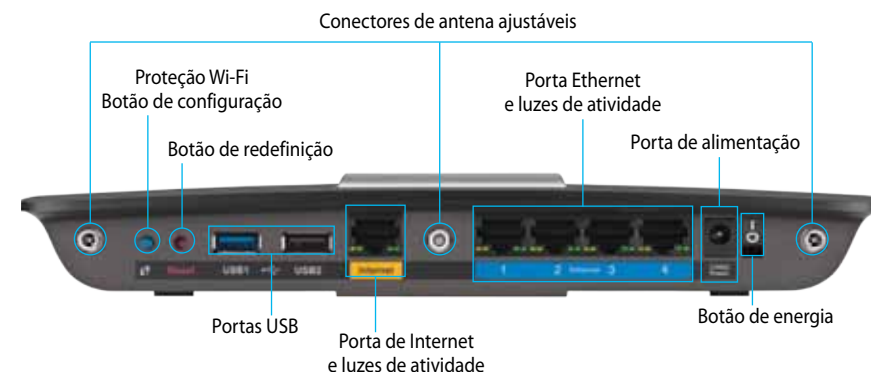 Conectores de antena ajustáveis
Proteção Wi-Fi
Botão de configuração
Porta Ethernet
e luzes de atividade
Botão de redefinição
Porta de alimentação
Reset
USB1
USB2
Internet
1
2
Ethernet
3
4
Portas USB
Porta de Internet
e luzes de atividade
Botão de energia